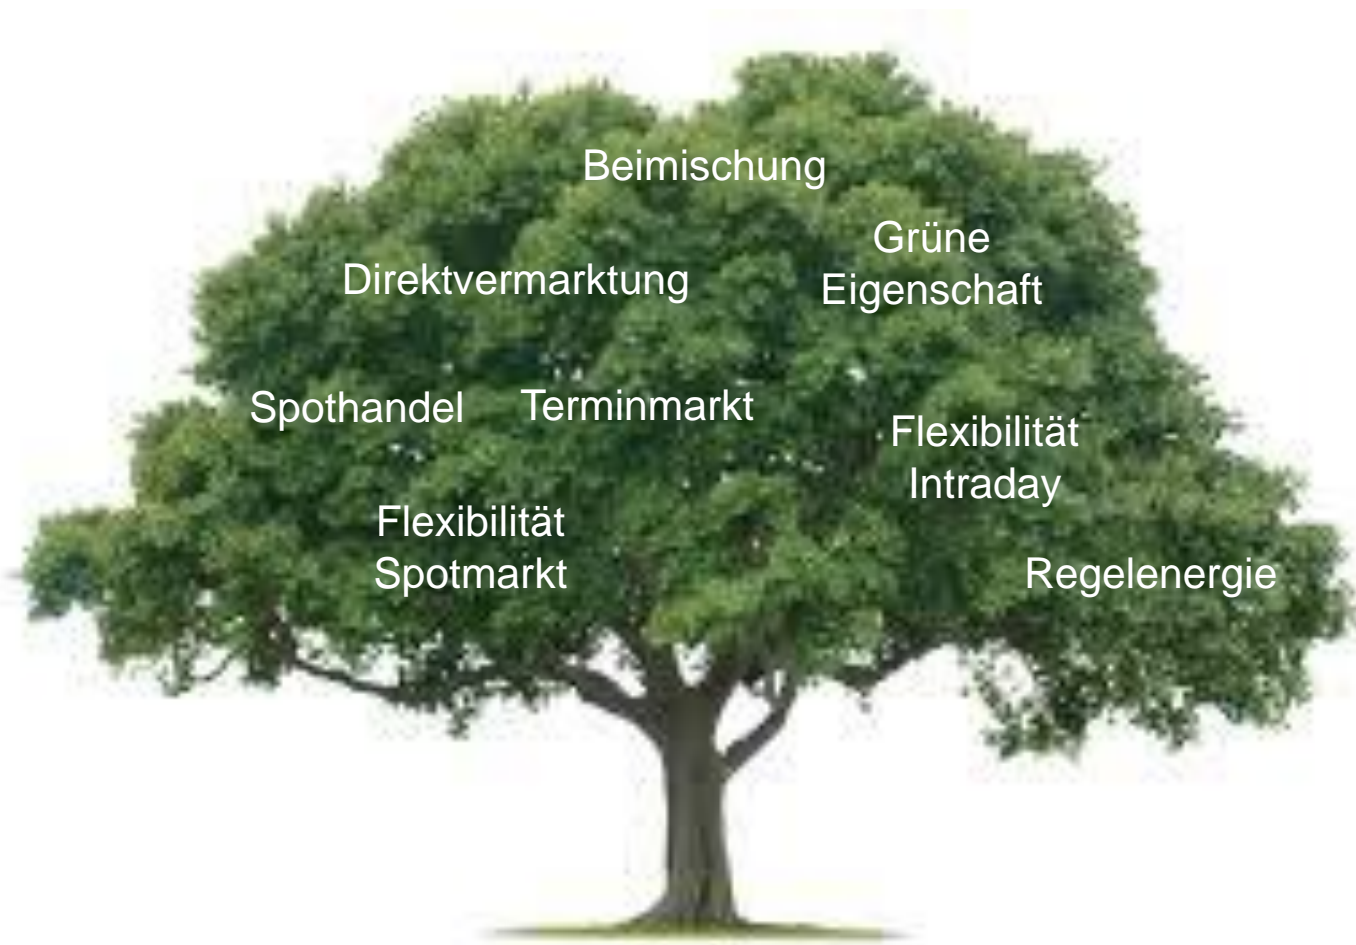 Beimischung
Grüne
Eigenschaft
Direktvermarktung
Spothandel
Terminmarkt
Flexibilität
Intraday
Flexibilität
Spotmarkt
Regelenergie